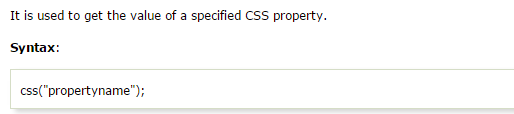 It is used to get the value of a specified CSS property.
Syntax:
css("propertyname");